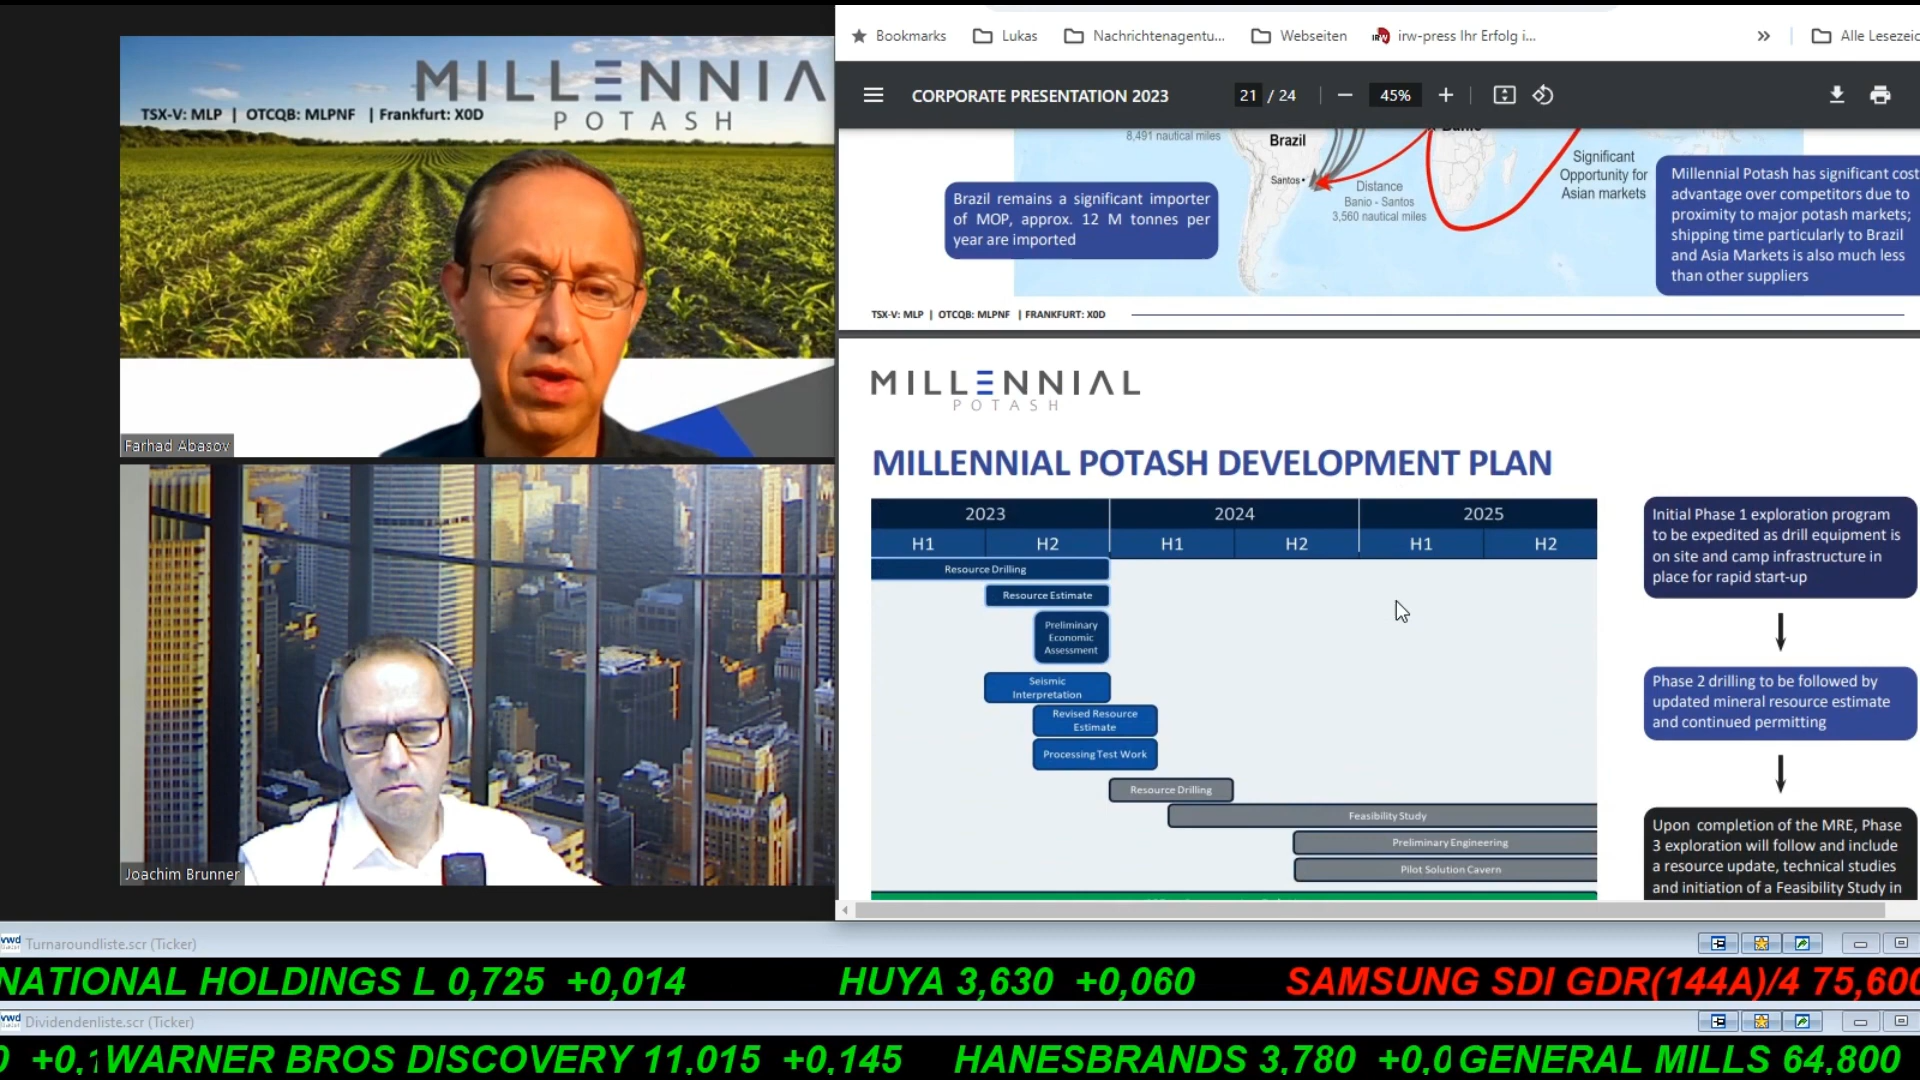 MILLENNIA
POTASH
TSX-V: MLP | OTCQB: MLPNF | Frankfurt: X0D
Farhad Abasov
Joachim Brunner
Bookmarks
Lukas
Nachrichtenagentu...
Webseiten
irw-press Ihr Erfolg i...
»
Alle Lesezeic
CORPORATE PRESENTATION 2023
21 / 24
45%
8,491 nautical miles
Brazil
Banio
Santos
Distance
Banio - Santos
3,560 nautical miles
Significant
Opportunity for
Asian markets
Brazil remains a significant importer
of MOP, approx. 12 M tonnes per
year are imported
Millennial Potash has significant cost
advantage over competitors due to
proximity to major potash markets;
shipping time particularly to Brazil
and Asia Markets is also much less
than other suppliers
TSX-V: MLP | OTCQB: MLPNF | FRANKFURT: X0D
MILLENNIAL
POTASH
MILLENNIAL POTASH DEVELOPMENT PLAN
2023 2024 2025
H1 H2 H1 H2 H1 H2
Resource Drilling
Resource Estimate
Preliminary
Economic
Assessment
Seismic
Interpretation
Revised Resource
Estimate
Processing Test Work
Resource Drilling
Feasibility Study
Preliminary Engineering
Pilot Solution Cavern
Initial Phase 1 exploration program
to be expedited as drill equipment is
on site and camp infrastructure in
place for rapid start-up
Phase 2 drilling to be followed by
updated mineral resource estimate
and continued permitting
Upon completion of the MRE, Phase
3 exploration will follow and include
a resource update, technical studies
and initiation of a Feasibility Study in
vwd Turnaroundliste.scr (Ticker)
NATIONAL HOLDINGS L 0,725 +0,014 HUYA 3,630 +0,060 SAMSUNG SDI GDR(144A)/4 75,600
vwd Dividendenliste.scr (Ticker)
0 +0,1 WARNER BROS DISCOVERY 11,015 +0,145 HANESBRANDS 3,780 +0,0 GENERAL MILLS 64,800